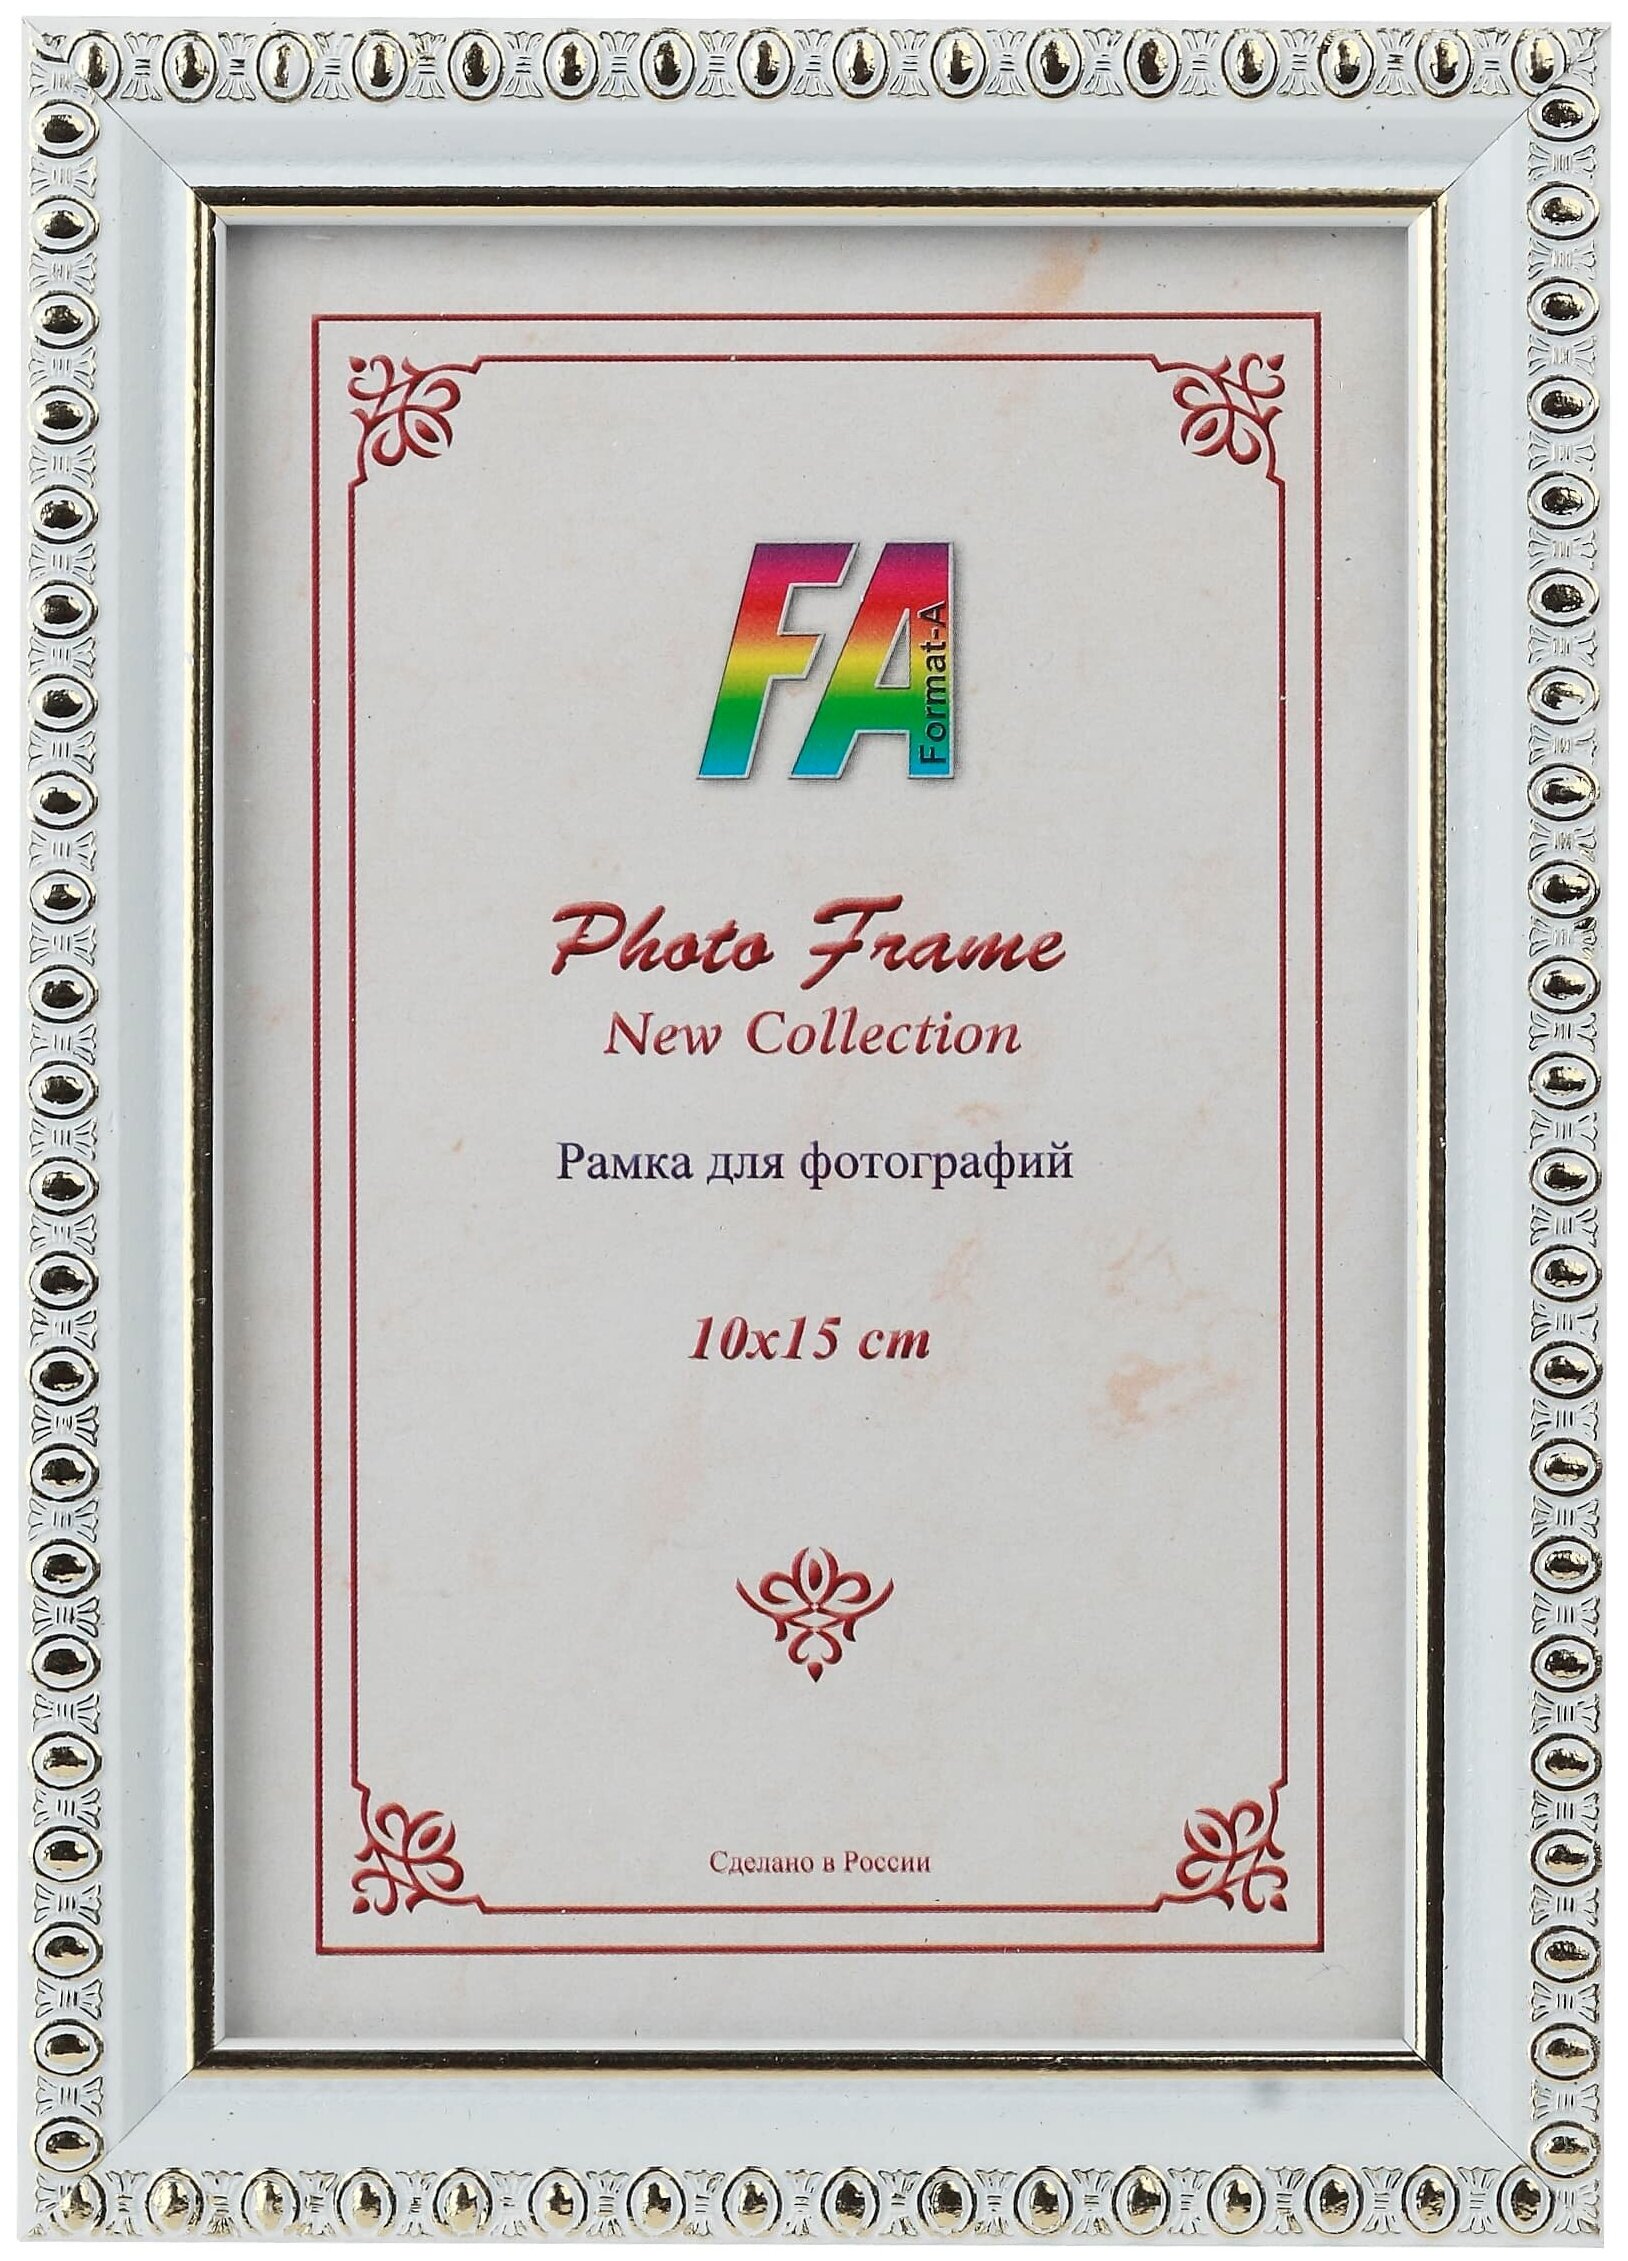 FA
Format-A
Photo Frame
New Collection
Рамка для фотографий
10x15 cm
Сделано в России